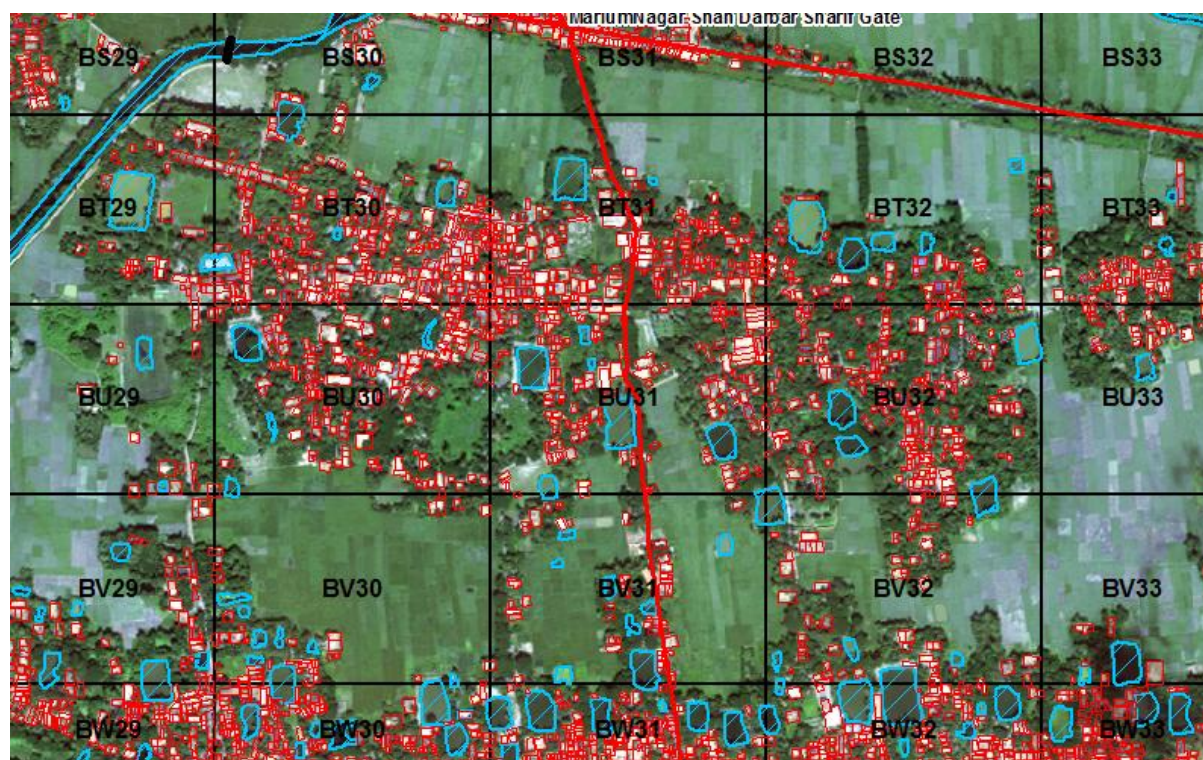 MariumNagar Shah Darbar Sharif Gate
BS29 BS30 BS31 BS32 BS33
BT29 BT30 BT31 BT32 BT33
BU29 BU30 BU31 BU32 BU33
BV29 BV30 BV31 BV32 BV33
BW29 BW30 BW31 BW32 BW33